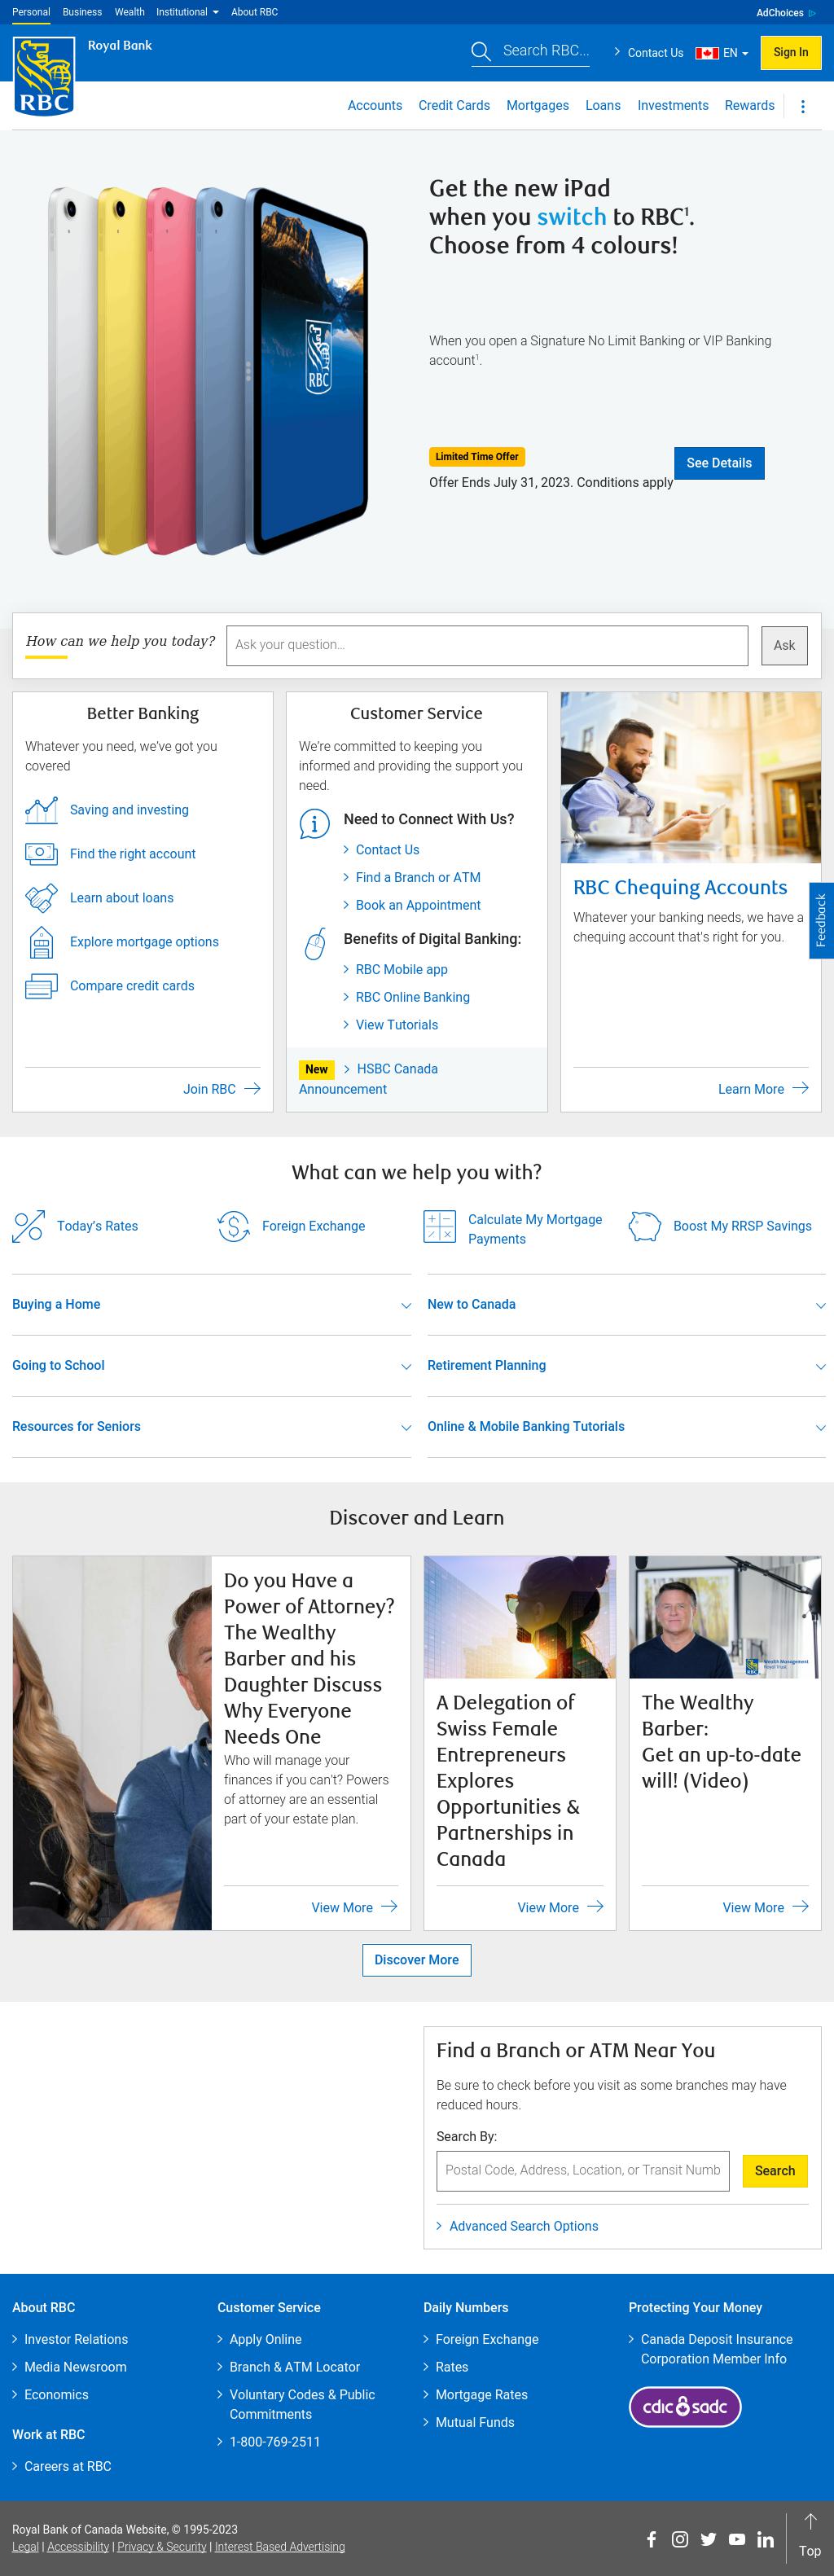 Personal Business Wealth Institutional About RBC AdChoices
Royal Bank
RBC
Search RBC... Contact Us EN Sign In
Accounts Credit Cards Mortgages Loans Investments Rewards
Get the new iPad
when you switch to RBC¹.
Choose from 4 colours!
RBC
When you open a Signature No Limit Banking or VIP Banking
account¹.
Limited Time Offer
Offer Ends July 31, 2023. Conditions apply
See Details
How can we help you today?
Ask your question...
Ask
Better Banking
Whatever you need, we've got you
covered
Saving and investing
Find the right account
Learn about loans
Explore mortgage options
Compare credit cards
Join RBC
Customer Service
We're committed to keeping you
informed and providing the support you
need.
Need to Connect With Us?
Contact Us
Find a Branch or ATM
Book an Appointment
Benefits of Digital Banking:
RBC Mobile app
RBC Online Banking
View Tutorials
New HSBC Canada
Announcement
RBC Chequing Accounts
Whatever your banking needs, we have a
chequing account that's right for you.
Learn More
Feedback
What can we help you with?
Today's Rates
Foreign Exchange
Calculate My Mortgage
Payments
Boost My RRSP Savings
Buying a Home
New to Canada
Going to School
Retirement Planning
Resources for Seniors
Online & Mobile Banking Tutorials
Discover and Learn
Do you Have a
Power of Attorney?
The Wealthy
Barber and his
Daughter Discuss
Why Everyone
Needs One
Who will manage your
finances if you can't? Powers
of attorney are an essential
part of your estate plan.
View More
A Delegation of
Swiss Female
Entrepreneurs
Explores
Opportunities &
Partnerships in
Canada
View More
Wealth Management
Royal Trust
The Wealthy
Barber:
Get an up-to-date
will! (Video)
View More
Discover More
Find a Branch or ATM Near You
Be sure to check before you visit as some branches may have
reduced hours.
Search By:
Postal Code, Address, Location, or Transit Numb
Search
Advanced Search Options
About RBC
Investor Relations
Media Newsroom
Economics
Work at RBC
Careers at RBC
Customer Service
Apply Online
Branch & ATM Locator
Voluntary Codes & Public
Commitments
1-800-769-2511
Daily Numbers
Foreign Exchange
Rates
Mortgage Rates
Mutual Funds
Protecting Your Money
Canada Deposit Insurance
Corporation Member Info
cdic sadc
Royal Bank of Canada Website, © 1995-2023
Legal | Accessibility | Privacy & Security | Interest Based Advertising
Top